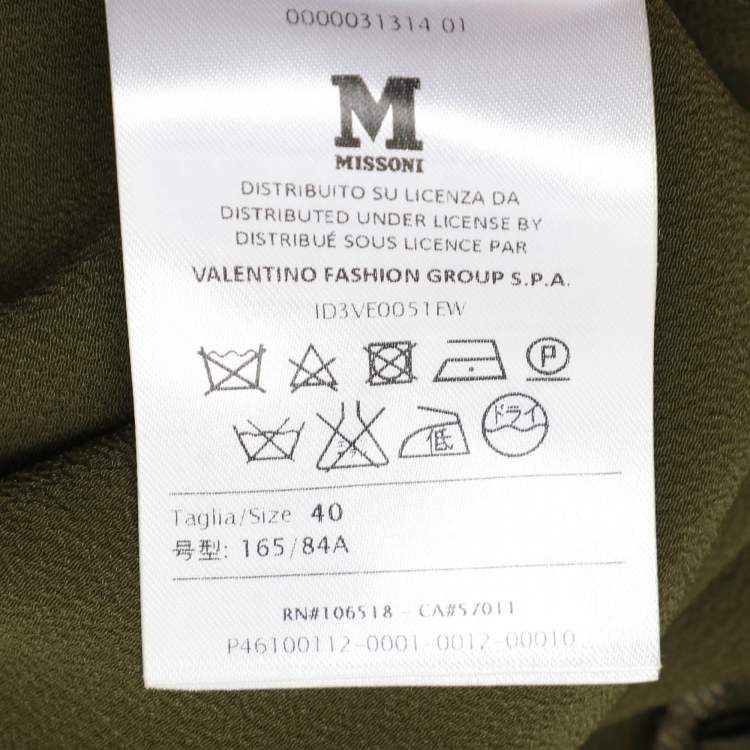 0000031314 01
M
MISSONI
DISTRIBUITO SU LICENZA DA
DISTRIBUTED UNDER LICENSE BY
DISTRIBUÉ SOUS LICENCE PAR
VALENTINO FASHION GROUP S.P.A.
ID3VE0051EW
P
低 ドライ
Taglia/Size 40
号型: 165/84A
RN#106518 - CA#57011
P46100112-0001-0012-00010